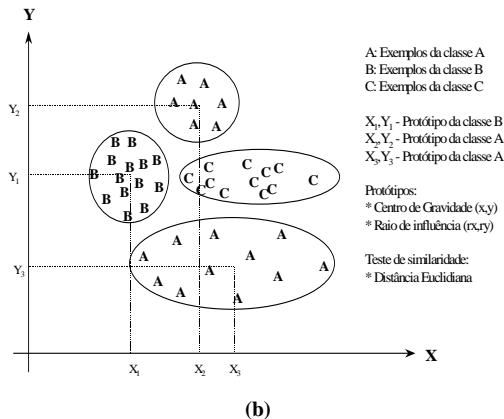 Y
A: Exemplos da classe A
B: Exemplos da classe B
C: Exemplos da classe C
X1,Y1 - Protótipo da classe B
X2,Y2 - Protótipo da classe A
X3,Y3 - Protótipo da classe A
Protótipos:
* Centro de Gravidade (x,y)
* Raio de influência (rx,ry)
Teste de similaridade:
* Distância Euclidiana
A A
A A A
A A
Y2
B B
B B B B
B B B
B B B
B B
B B
Y1
C C C C
C C C C C
C C C C
A A A
A A A
A A A A
Y3
X1 X2 X3
X
(b)